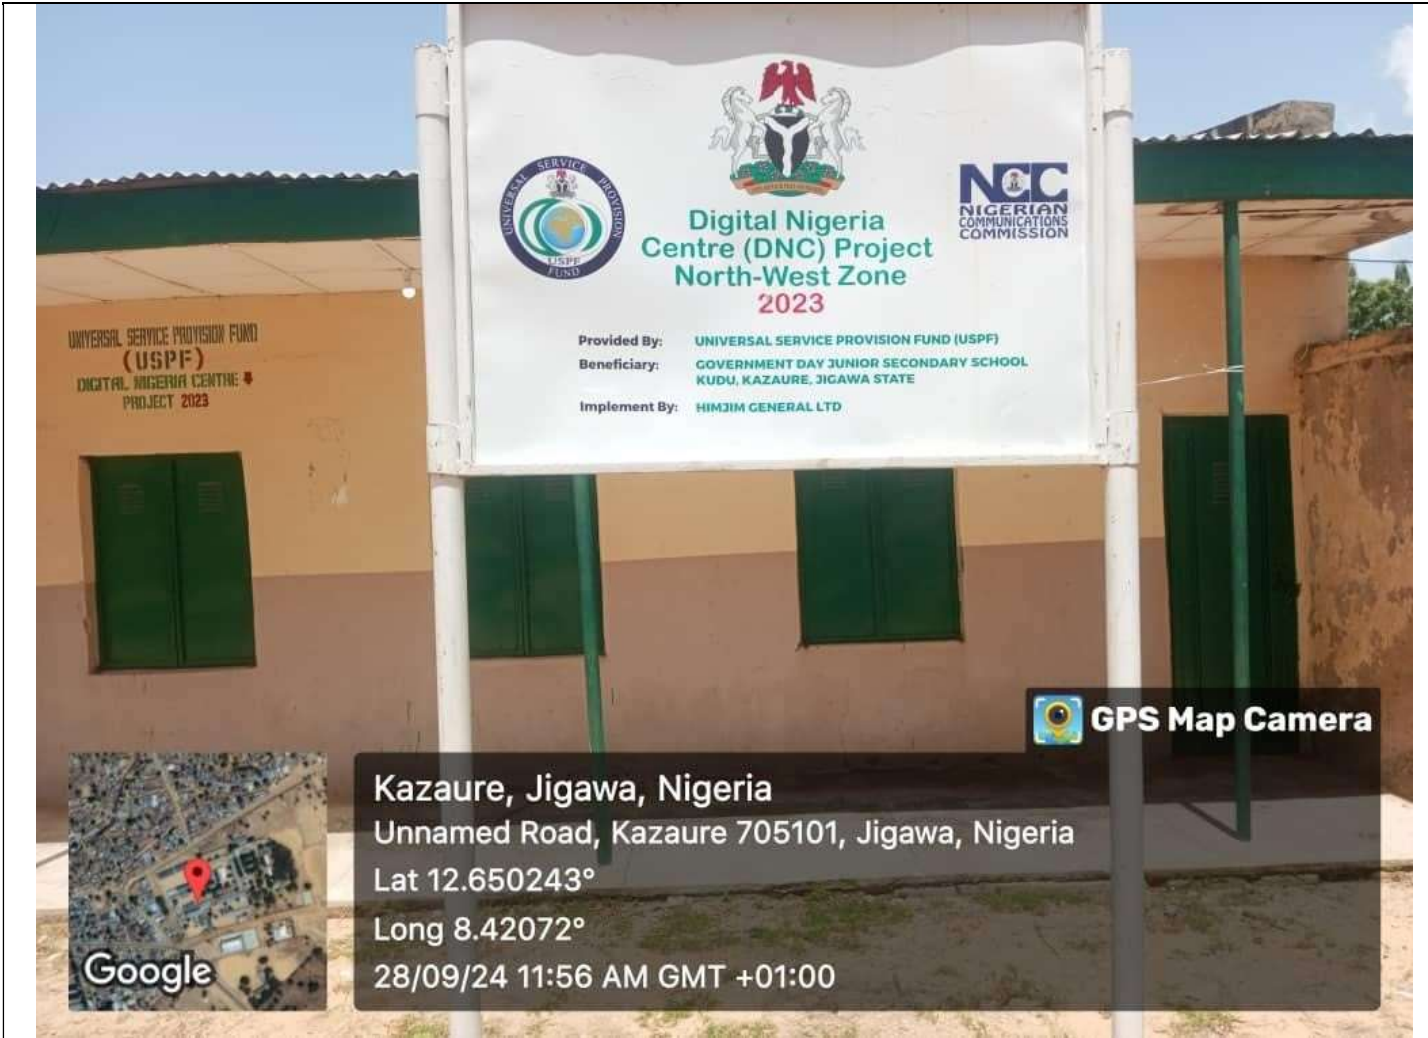 UNIVERSAL SERVICE PROVISION
USPF
FUND
NCC
NIGERIAN
COMMUNICATIONS
COMMISSION
Digital Nigeria
Centre (DNC) Project
North-West Zone
2023
Provided By: UNIVERSAL SERVICE PROVISION FUND (USPF)
Beneficiary: GOVERNMENT DAY JUNIOR SECONDARY SCHOOL
KUDU, KAZAURE, JIGAWA STATE
Implement By: HIMJIM GENERAL LTD
UNIVERSAL SERVICE PROVISION FUND
(USPF)
DIGITAL NIGERIA CENTRE
PROJECT 2023
GPS Map Camera
Google
Kazaure, Jigawa, Nigeria
Unnamed Road, Kazaure 705101, Jigawa, Nigeria
Lat 12.650243°
Long 8.42072°
28/09/24 11:56 AM GMT +01:00